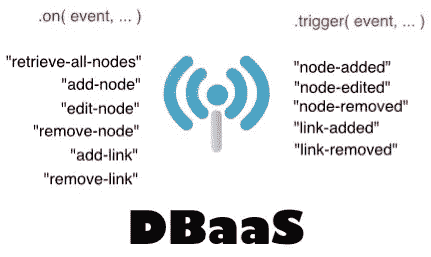 .on( event, ... )
"retrieve-all-nodes"
"add-node"
"edit-node"
"remove-node"
"add-link"
"remove-link"
.trigger( event, ... )
"node-added"
"node-edited"
"node-removed"
"link-added"
"link-removed"
DBaaS